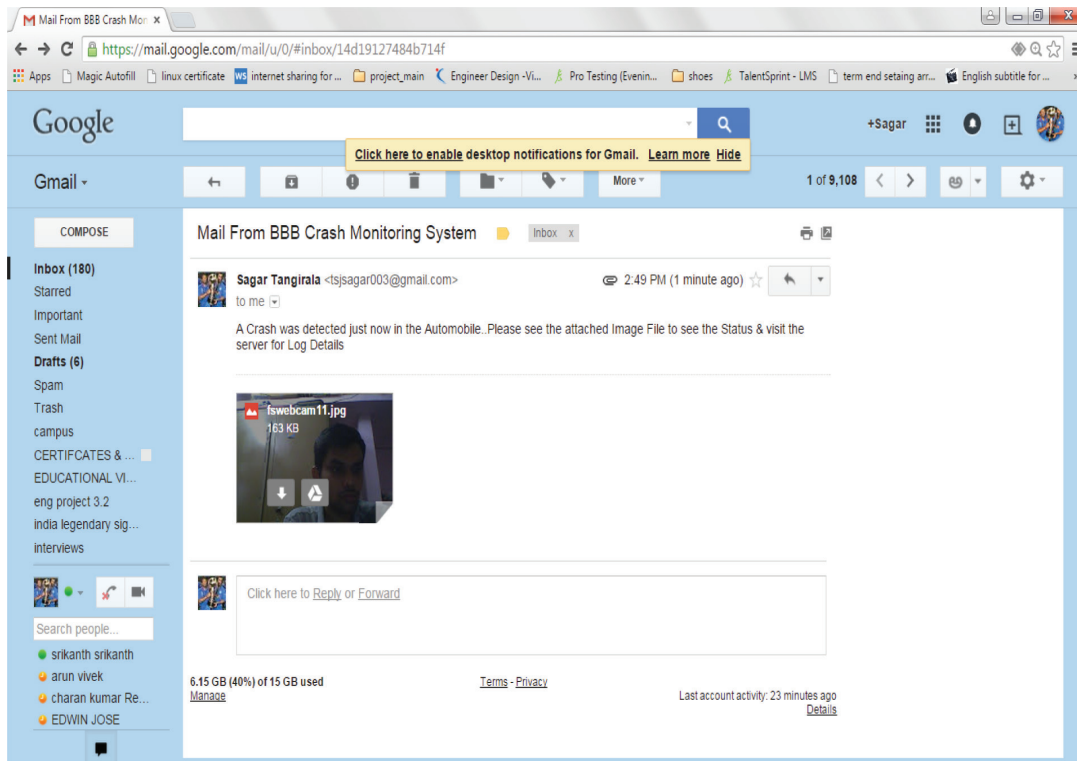 Mail From BBB Crash Mon
https://mail.google.com/mail/u/0/#inbox/14d19127484b714f
Apps Magic Autofill linux certificate WS internet sharing for ... project_main Engineer Design -Vi... Pro Testing (Evenin... shoes TalentSprint - LMS term end setaing arr... English subtitle for ...
Google
+Sagar
Click here to enable desktop notifications for Gmail. Learn more Hide
Gmail
More
1 of 9,108
COMPOSE
Mail From BBB Crash Monitoring System
Inbox x
Inbox (180)
Starred
Important
Sent Mail
Drafts (6)
Spam
Trash
campus
CERTIFCATES & ...
EDUCATIONAL VI...
eng project 3.2
india legendary sig...
interviews
Sagar Tangirala <tsjsagar003@gmail.com>
2:49 PM (1 minute ago)
to me
A Crash was detected just now in the Automobile..Please see the attached Image File to see the Status & visit the
server for Log Details
fswebcam11.jpg
163 KB
Click here to Reply or Forward
Search people...
srikanth srikanth
arun vivek
charan kumar Re...
EDWIN JOSE
6.15 GB (40%) of 15 GB used
Manage
Terms - Privacy
Last account activity: 23 minutes ago
Details